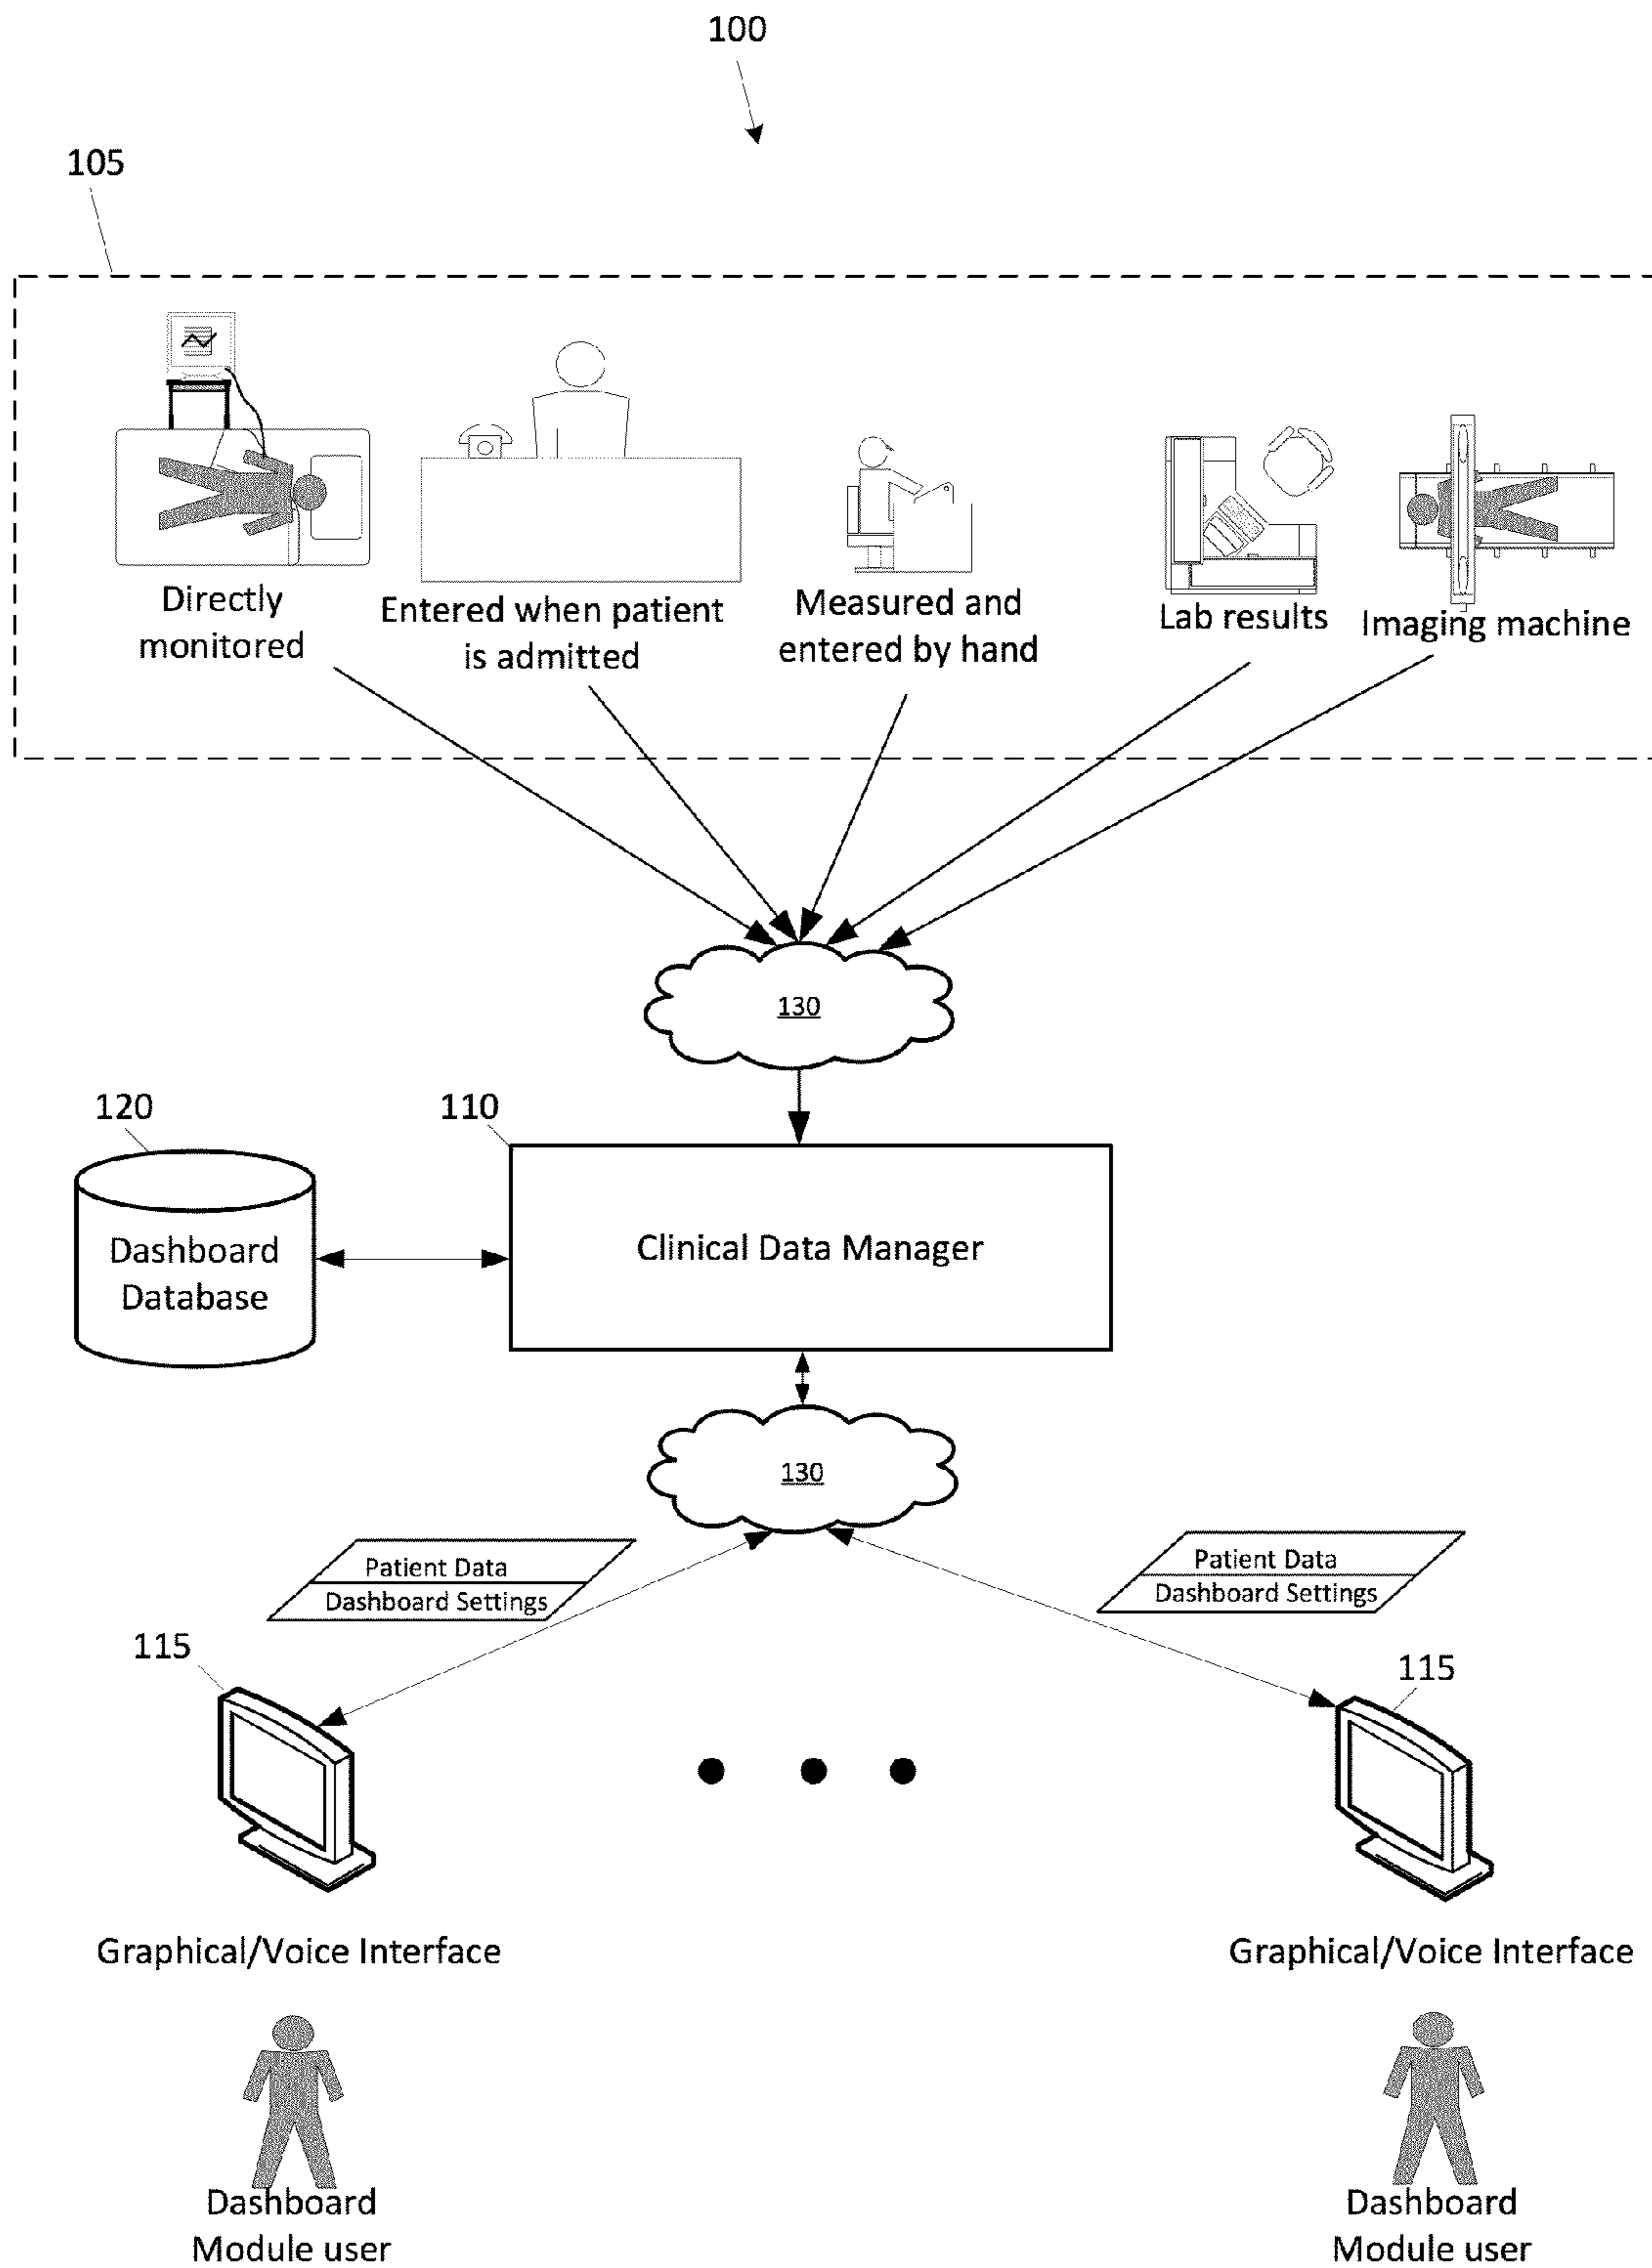 100
105
Directly
monitored
Entered when patient
is admitted
Measured and
entered by hand
Lab results
Imaging machine
130
120
110
Dashboard
Database
Clinical Data Manager
130
Patient Data
Dashboard Settings
Patient Data
Dashboard Settings
115
115
Graphical/Voice Interface
Graphical/Voice Interface
Dashboard
Module user
Dashboard
Module user